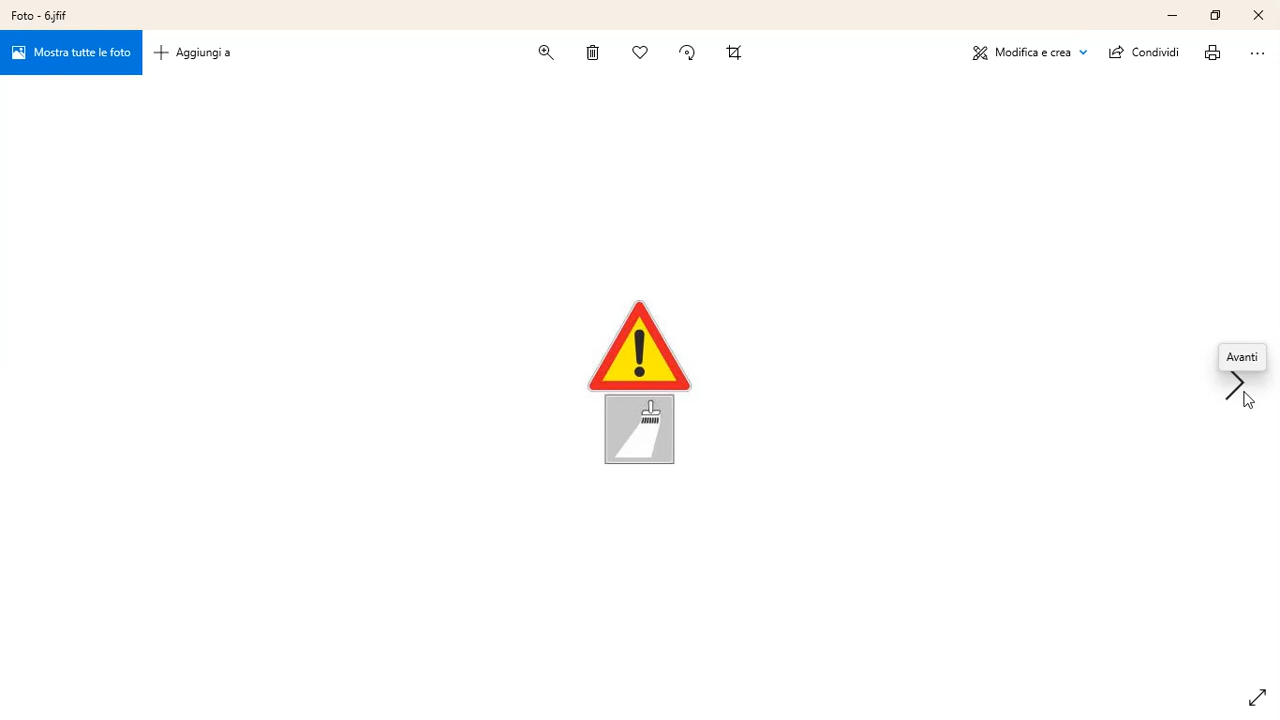 Foto - 6.jfif
Mostra tutte le foto
Aggiungi a
Modifica e crea
Condividi
Avanti